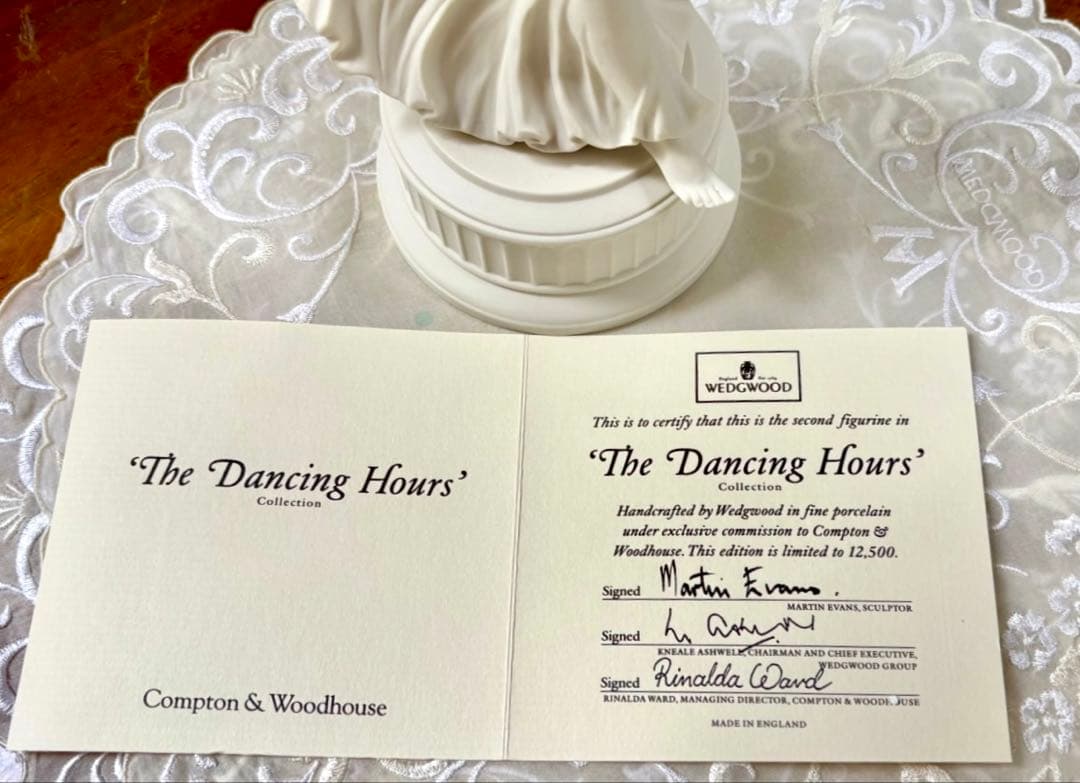 WEDGWOOD
'The Dancing Hours'
Collection
Compton & Woodhouse
WEDGWOOD
This is to certify that this is the second figurine in
'The Dancing Hours'
Collection
Handcrafted by Wedgwood in fine porcelain
under exclusive commission to Compton &
Woodhouse. This edition is limited to 12,500.
Signed Martin Evans.
MARTIN EVANS, SCULPTOR
Signed
KNEALE ASHWELL, CHAIRMAN AND CHIEF EXECUTIVE,
WEDGWOOD GROUP
Signed Rinalda Ward
RINALDA WARD, MANAGING DIRECTOR, COMPTON & WOODHOUSE
MADE IN ENGLAND